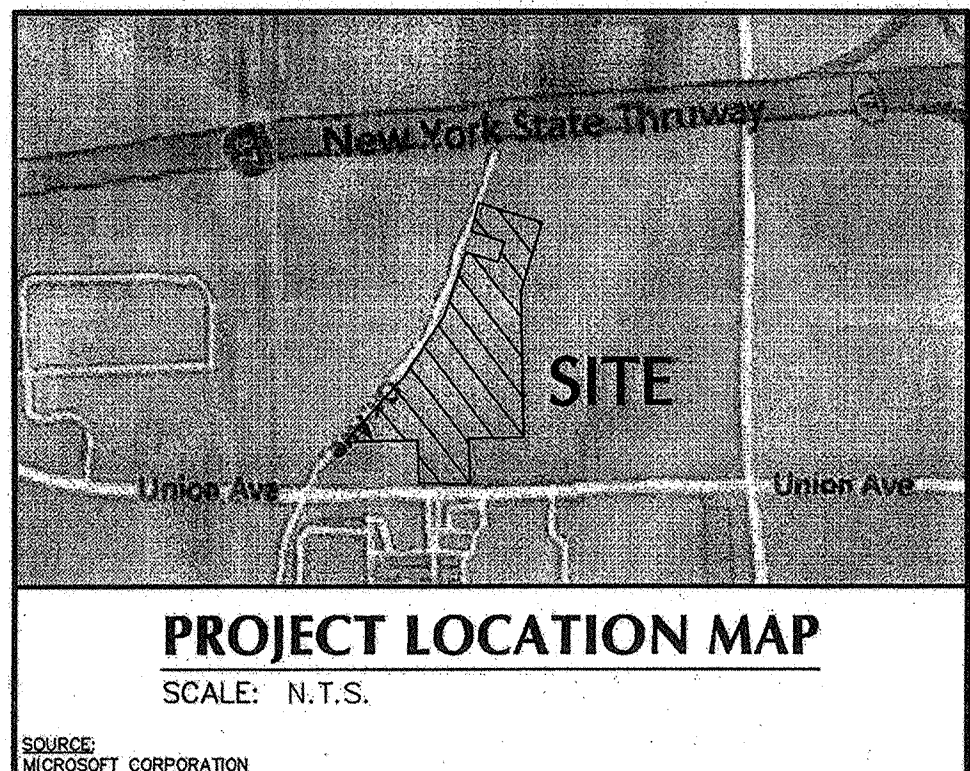 New York State Thruway
SITE
Union Ave
Union Ave
PROJECT LOCATION MAP
SCALE: N.T.S.
SOURCE:
MICROSOFT CORPORATION